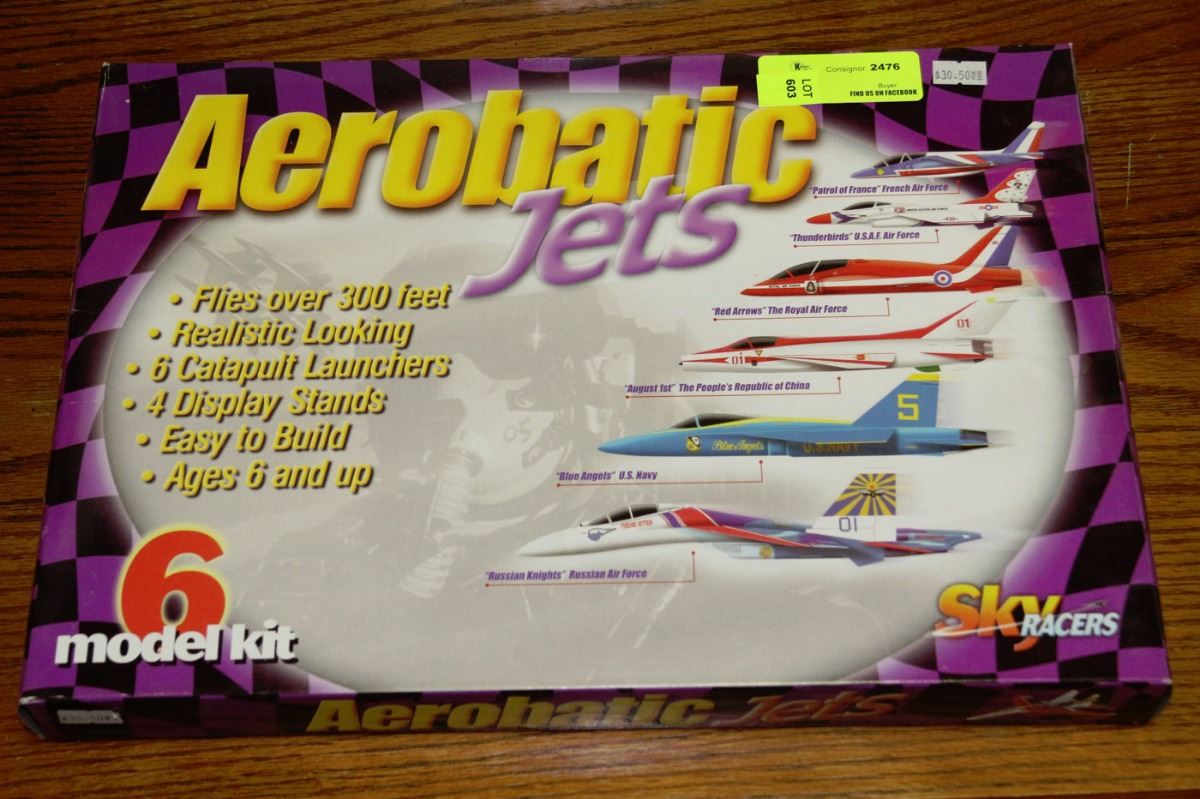 Consignor: 2476
LOT
603
Buyer
FIND US ON FACEBOOK
Aerobatic
Jets
• Flies over 300 feet
• Realistic Looking
• 6 Catapult Launchers
• 4 Display Stands
• Easy to Build
• Ages 6 and up
"Patrol of France" French Air Force
"Thunderbirds" U.S.A.F. Air Force
"Red Arrows" The Royal Air Force
01
01
"August 1st" The People's Republic of China
5
Blue Angels
U.S. NAVY
"Blue Angels" U.S. Navy
01
"Russian Knights" Russian Air Force
6
model kit
Sky
RACERS
Aerobatic Jets